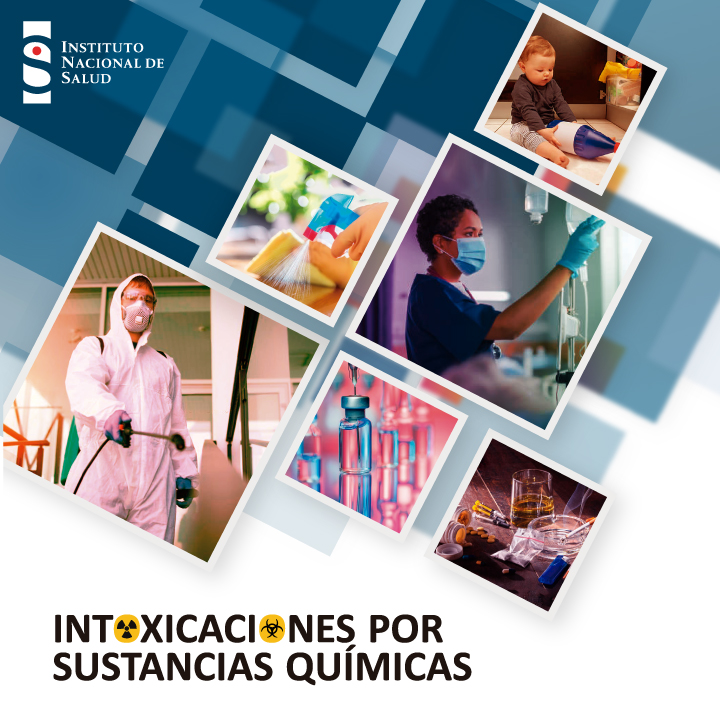 INSTITUTO
NACIONAL DE
SALUD
INTOXICACIONES POR
SUSTANCIAS QUÍMICAS